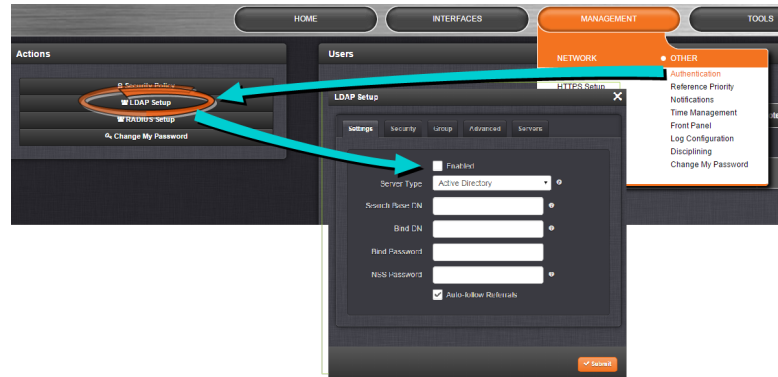 HOME
INTERFACES
MANAGEMENT
TOOLS
Actions
Users
NETWORK
OTHER
HTTPS Setup
Authentication
Reference Priority
Notifications
Time Management
Front Panel
Log Configuration
Disciplining
Change My Password
Security Policy
LDAP Setup
RADIUS Setup
Change My Password
LDAP Setup
Settings Security Group Advanced Servers
Enabled
Server Type Active Directory
Search Base DN
Bind DN
Bind Password
NSS Password
Auto-follow Referrals
Submit